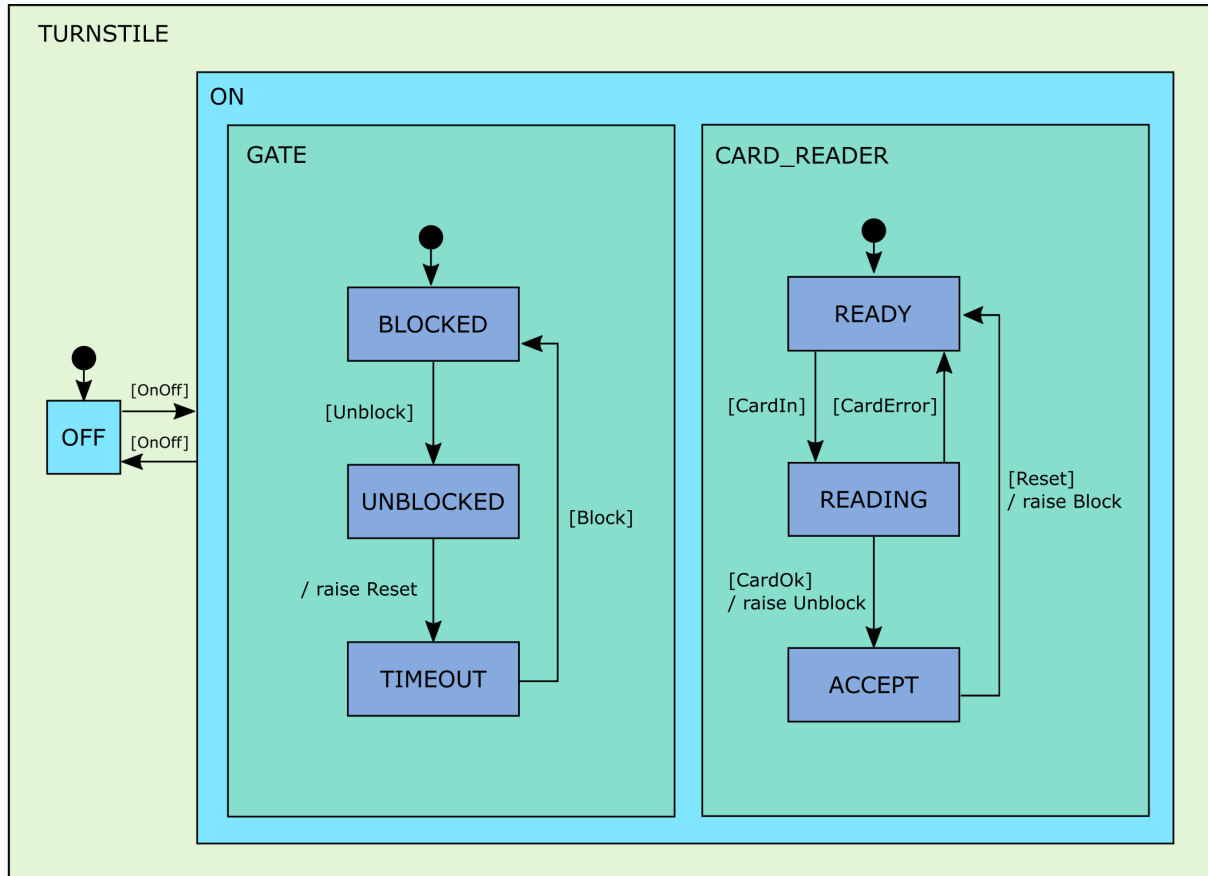 TURNSTILE
ON
GATE
CARD_READER
BLOCKED
READY
[OnOff]
[Unblock]
[CardIn]
[CardError]
OFF
[OnOff]
UNBLOCKED
[Block]
READING
[Reset]
/ raise Block
/ raise Reset
[CardOk]
/ raise Unblock
TIMEOUT
ACCEPT